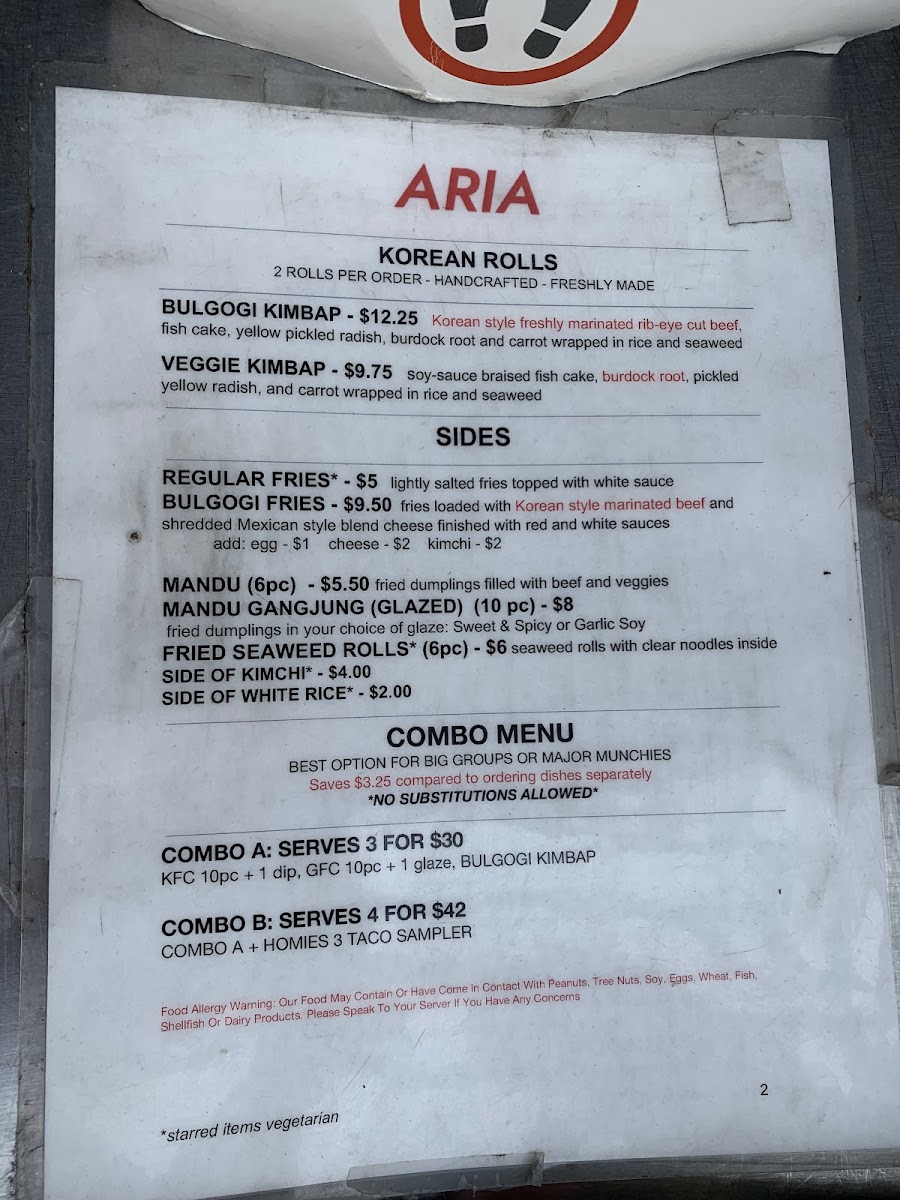 ARIA
KOREAN ROLLS
2 ROLLS PER ORDER - HANDCRAFTED - FRESHLY MADE
BULGOGI KIMBAP - $12.25 Korean style freshly marinated rib-eye cut beef,
fish cake, yellow pickled radish, burdock root and carrot wrapped in rice and seaweed
VEGGIE KIMBAP - $9.75 soy-sauce braised fish cake, burdock root, pickled
yellow radish, and carrot wrapped in rice and seaweed
SIDES
REGULAR FRIES* - $5 lightly salted fries topped with white sauce
BULGOGI FRIES - $9.50 fries loaded with Korean style marinated beef and
shredded Mexican style blend cheese finished with red and white sauces
add: egg - $1 cheese - $2 kimchi - $2
MANDU (6pc) - $5.50 fried dumplings filled with beef and veggies
MANDU GANGJUNG (GLAZED) (10 pc) - $8
fried dumplings in your choice of glaze: Sweet & Spicy or Garlic Soy
FRIED SEAWEED ROLLS* (6pc) - $6 seaweed rolls with clear noodles inside
SIDE OF KIMCHI* - $4.00
SIDE OF WHITE RICE* - $2.00
COMBO MENU
BEST OPTION FOR BIG GROUPS OR MAJOR MUNCHIES
Saves $3.25 compared to ordering dishes separately
*NO SUBSTITUTIONS ALLOWED*
COMBO A: SERVES 3 FOR $30
KFC 10pc + 1 dip, GFC 10pc + 1 glaze, BULGOGI KIMBAP
COMBO B: SERVES 4 FOR $42
COMBO A + HOMIES 3 TACO SAMPLER
Food Allergy Warning: Our Food May Contain Or Have Come In Contact With Peanuts, Tree Nuts, Soy, Eggs, Wheat, Fish,
Shellfish Or Dairy Products. Please Speak To Your Server If You Have Any Concerns
2
*starred items vegetarian